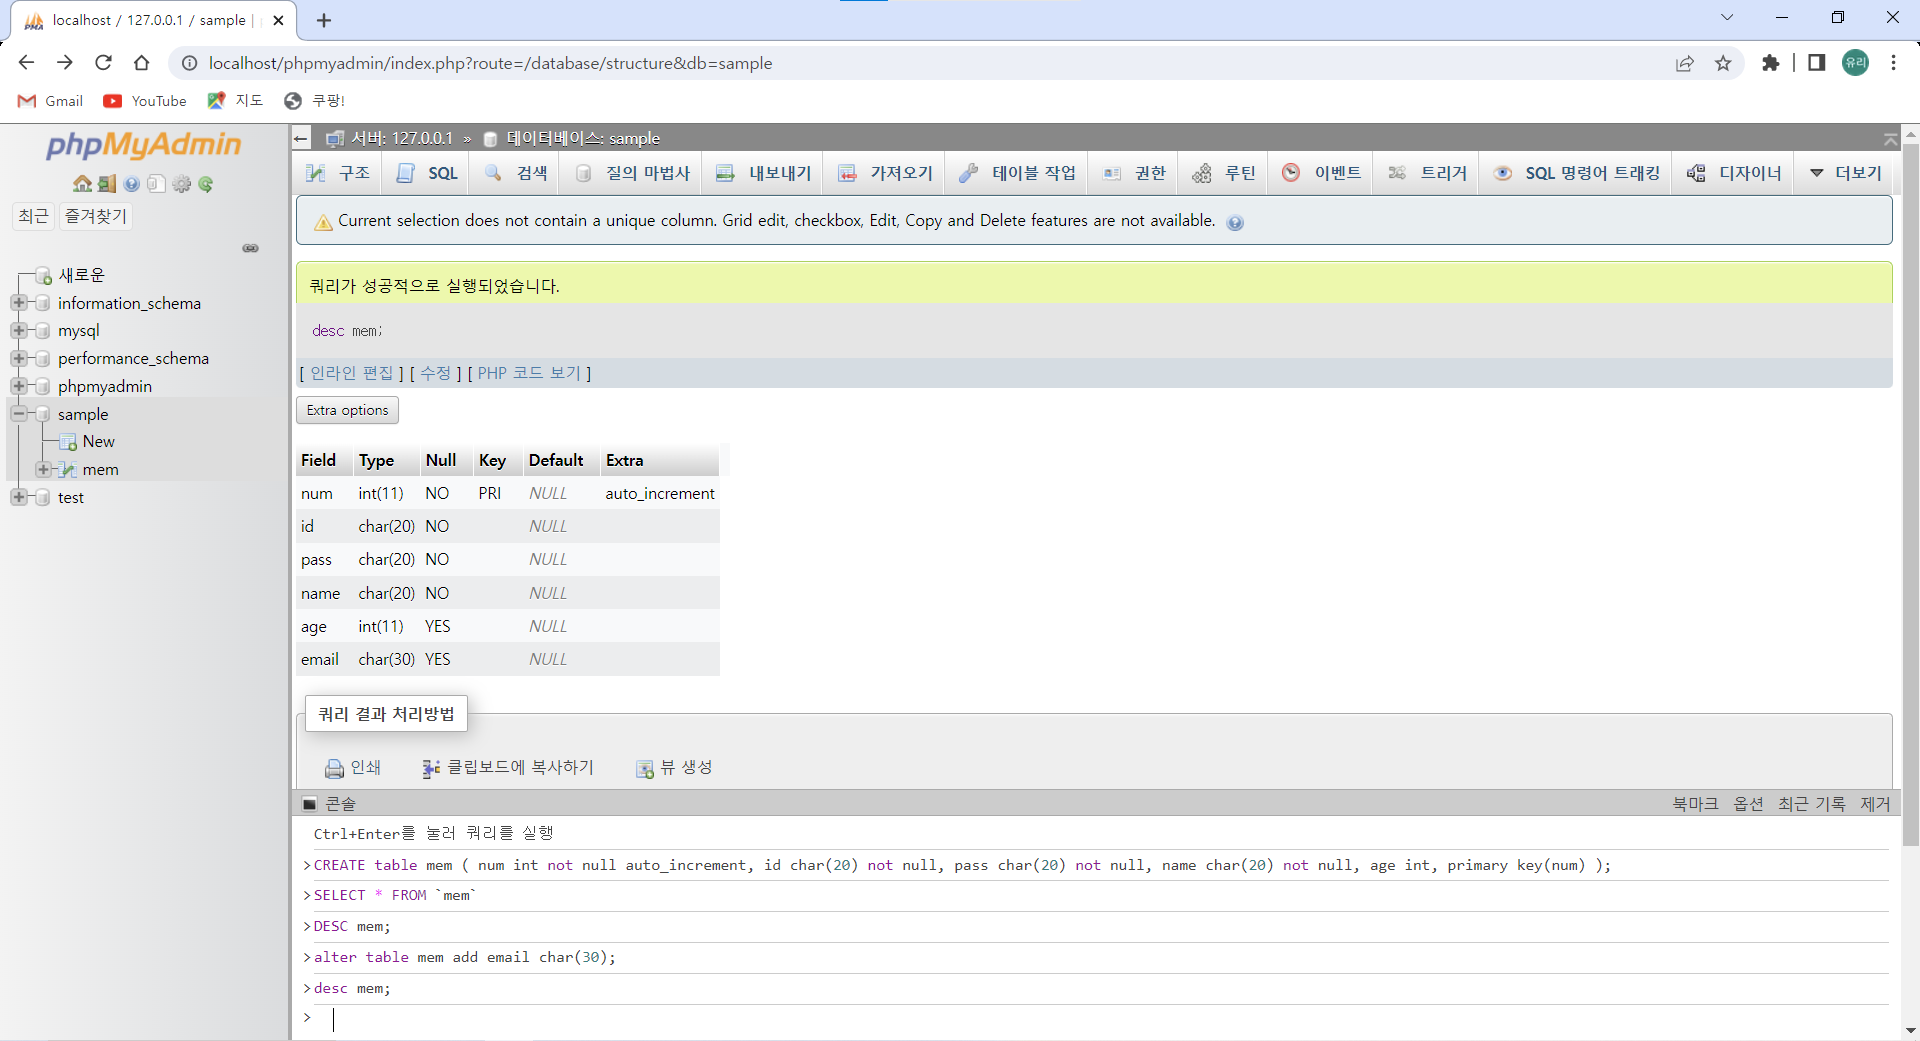 localhost / 127.0.0.1 / sample |
localhost/phpmyadmin/index.php?route=/database/structure&db=sample
유리
Gmail YouTube 지도 쿠팡!
phpMyAdmin
최근 즐겨찾기
새로운
information_schema
mysql
performance_schema
phpmyadmin
sample
New
mem
test
서버: 127.0.0.1 » 데이터베이스: sample
구조 SQL 검색 질의 마법사 내보내기 가져오기 테이블 작업 권한 루틴 이벤트 트리거 SQL 명령어 트래킹 디자이너 더보기
Current selection does not contain a unique column. Grid edit, checkbox, Edit, Copy and Delete features are not available.
쿼리가 성공적으로 실행되었습니다.
desc mem;
[ 인라인 편집 ] [ 수정 ] [ PHP 코드 보기 ]
Extra options
Field Type Null Key Default Extra
num int(11) NO PRI NULL auto_increment
id char(20) NO NULL
pass char(20) NO NULL
name char(20) NO NULL
age int(11) YES NULL
email char(30) YES NULL
쿼리 결과 처리방법
인쇄 클립보드에 복사하기 뷰 생성
콘솔 북마크 옵션 최근 기록 제거
Ctrl+Enter를 눌러 쿼리를 실행
>CREATE table mem ( num int not null auto_increment, id char(20) not null, pass char(20) not null, name char(20) not null, age int, primary key(num) );
>SELECT * FROM `mem`
>DESC mem;
>alter table mem add email char(30);
>desc mem;
>